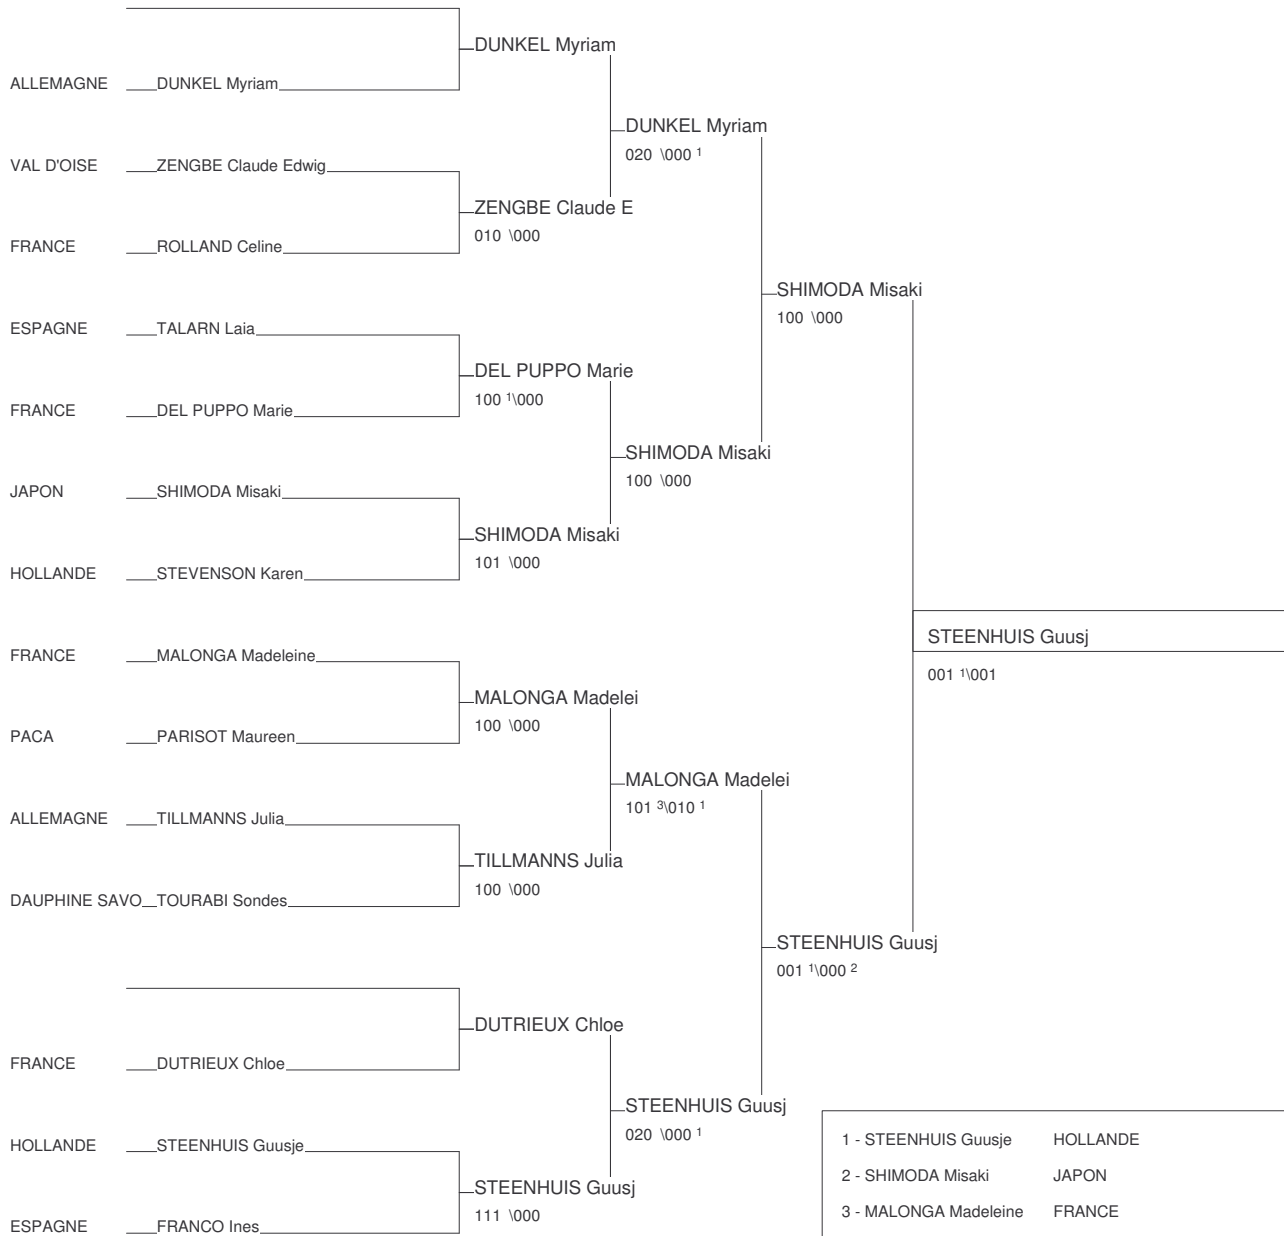 DUNKEL Myriam
ALLEMAGNE DUNKEL Myriam
DUNKEL Myriam
020 \000 1
VAL D'OISE ZENGBE Claude Edwig
ZENGBE Claude E
010 \000
FRANCE ROLLAND Celine
SHIMODA Misaki
100 \000
ESPAGNE TALARN Laia
DEL PUPPO Marie
100 1\000
FRANCE DEL PUPPO Marie
SHIMODA Misaki
100 \000
JAPON SHIMODA Misaki
SHIMODA Misaki
101 \000
HOLLANDE STEVENSON Karen
STEENHUIS Guusj
001 1\001
FRANCE MALONGA Madeleine
MALONGA Madelei
100 \000
PACA PARISOT Maureen
MALONGA Madelei
101 3\010 1
ALLEMAGNE TILLMANNS Julia
TILLMANNS Julia
100 \000
DAUPHINE SAVO TOURABI Sondes
STEENHUIS Guusj
001 1\000 2
DUTRIEUX Chloe
FRANCE DUTRIEUX Chloe
STEENHUIS Guusj
020 \000 1
HOLLANDE STEENHUIS Guusje
STEENHUIS Guusj
111 \000
ESPAGNE FRANCO Ines
1 - STEENHUIS Guusje HOLLANDE
2 - SHIMODA Misaki JAPON
3 - MALONGA Madeleine FRANCE